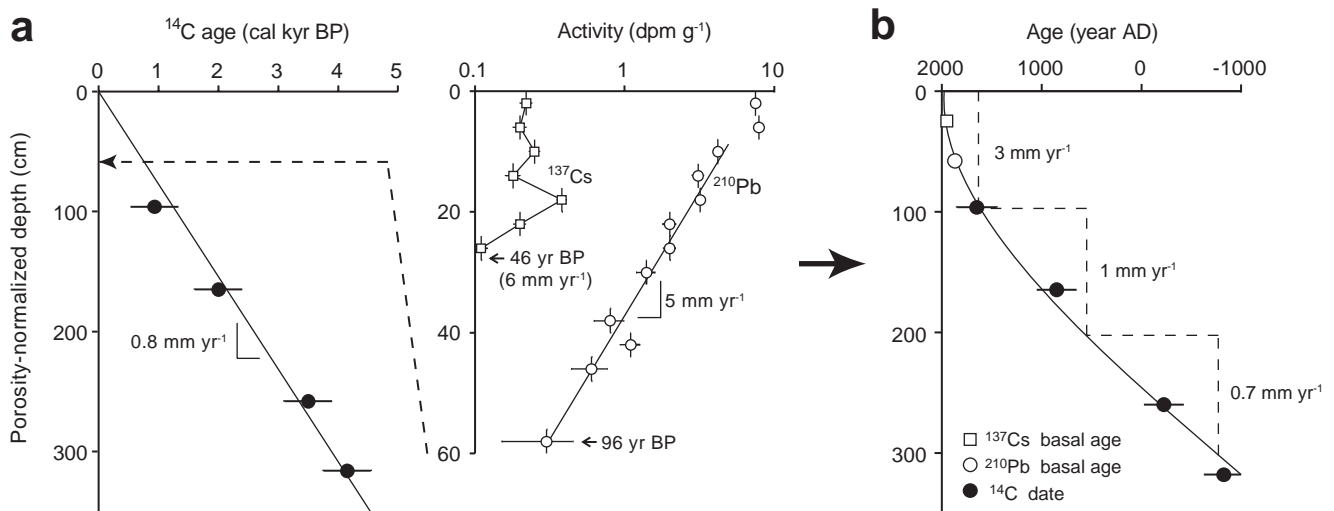 a
¹⁴C age (cal kyr BP)
0 1 2 3 4 5
Porosity-normalized depth (cm)
0
100
200
300
0.8 mm yr⁻¹
Activity (dpm g⁻¹)
0.1 1 10
0
20
40
60
¹³⁷Cs
²¹⁰Pb
46 yr BP
(6 mm yr⁻¹)
5 mm yr⁻¹
96 yr BP
b
Age (year AD)
2000 1000 0 -1000
0
100
200
300
3 mm yr⁻¹
1 mm yr⁻¹
0.7 mm yr⁻¹
¹³⁷Cs basal age
²¹⁰Pb basal age
¹⁴C date